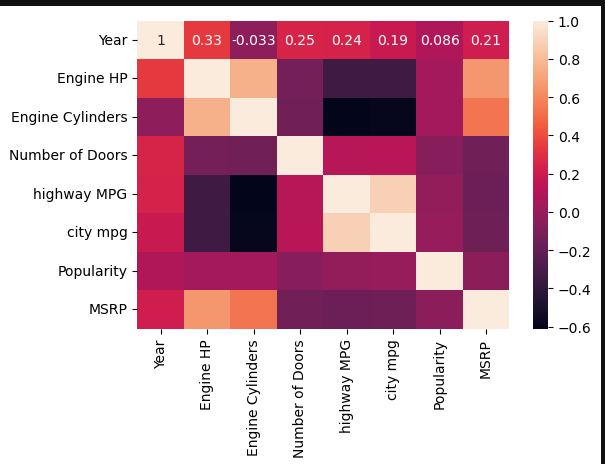 Year 1 0.33 -0.033 0.25 0.24 0.19 0.086 0.21
Engine HP
Engine Cylinders
Number of Doors
highway MPG
city mpg
Popularity
MSRP
Year
Engine HP
Engine Cylinders
Number of Doors
highway MPG
city mpg
Popularity
MSRP
1.0
0.8
0.6
0.4
0.2
0.0
−0.2
−0.4
−0.6